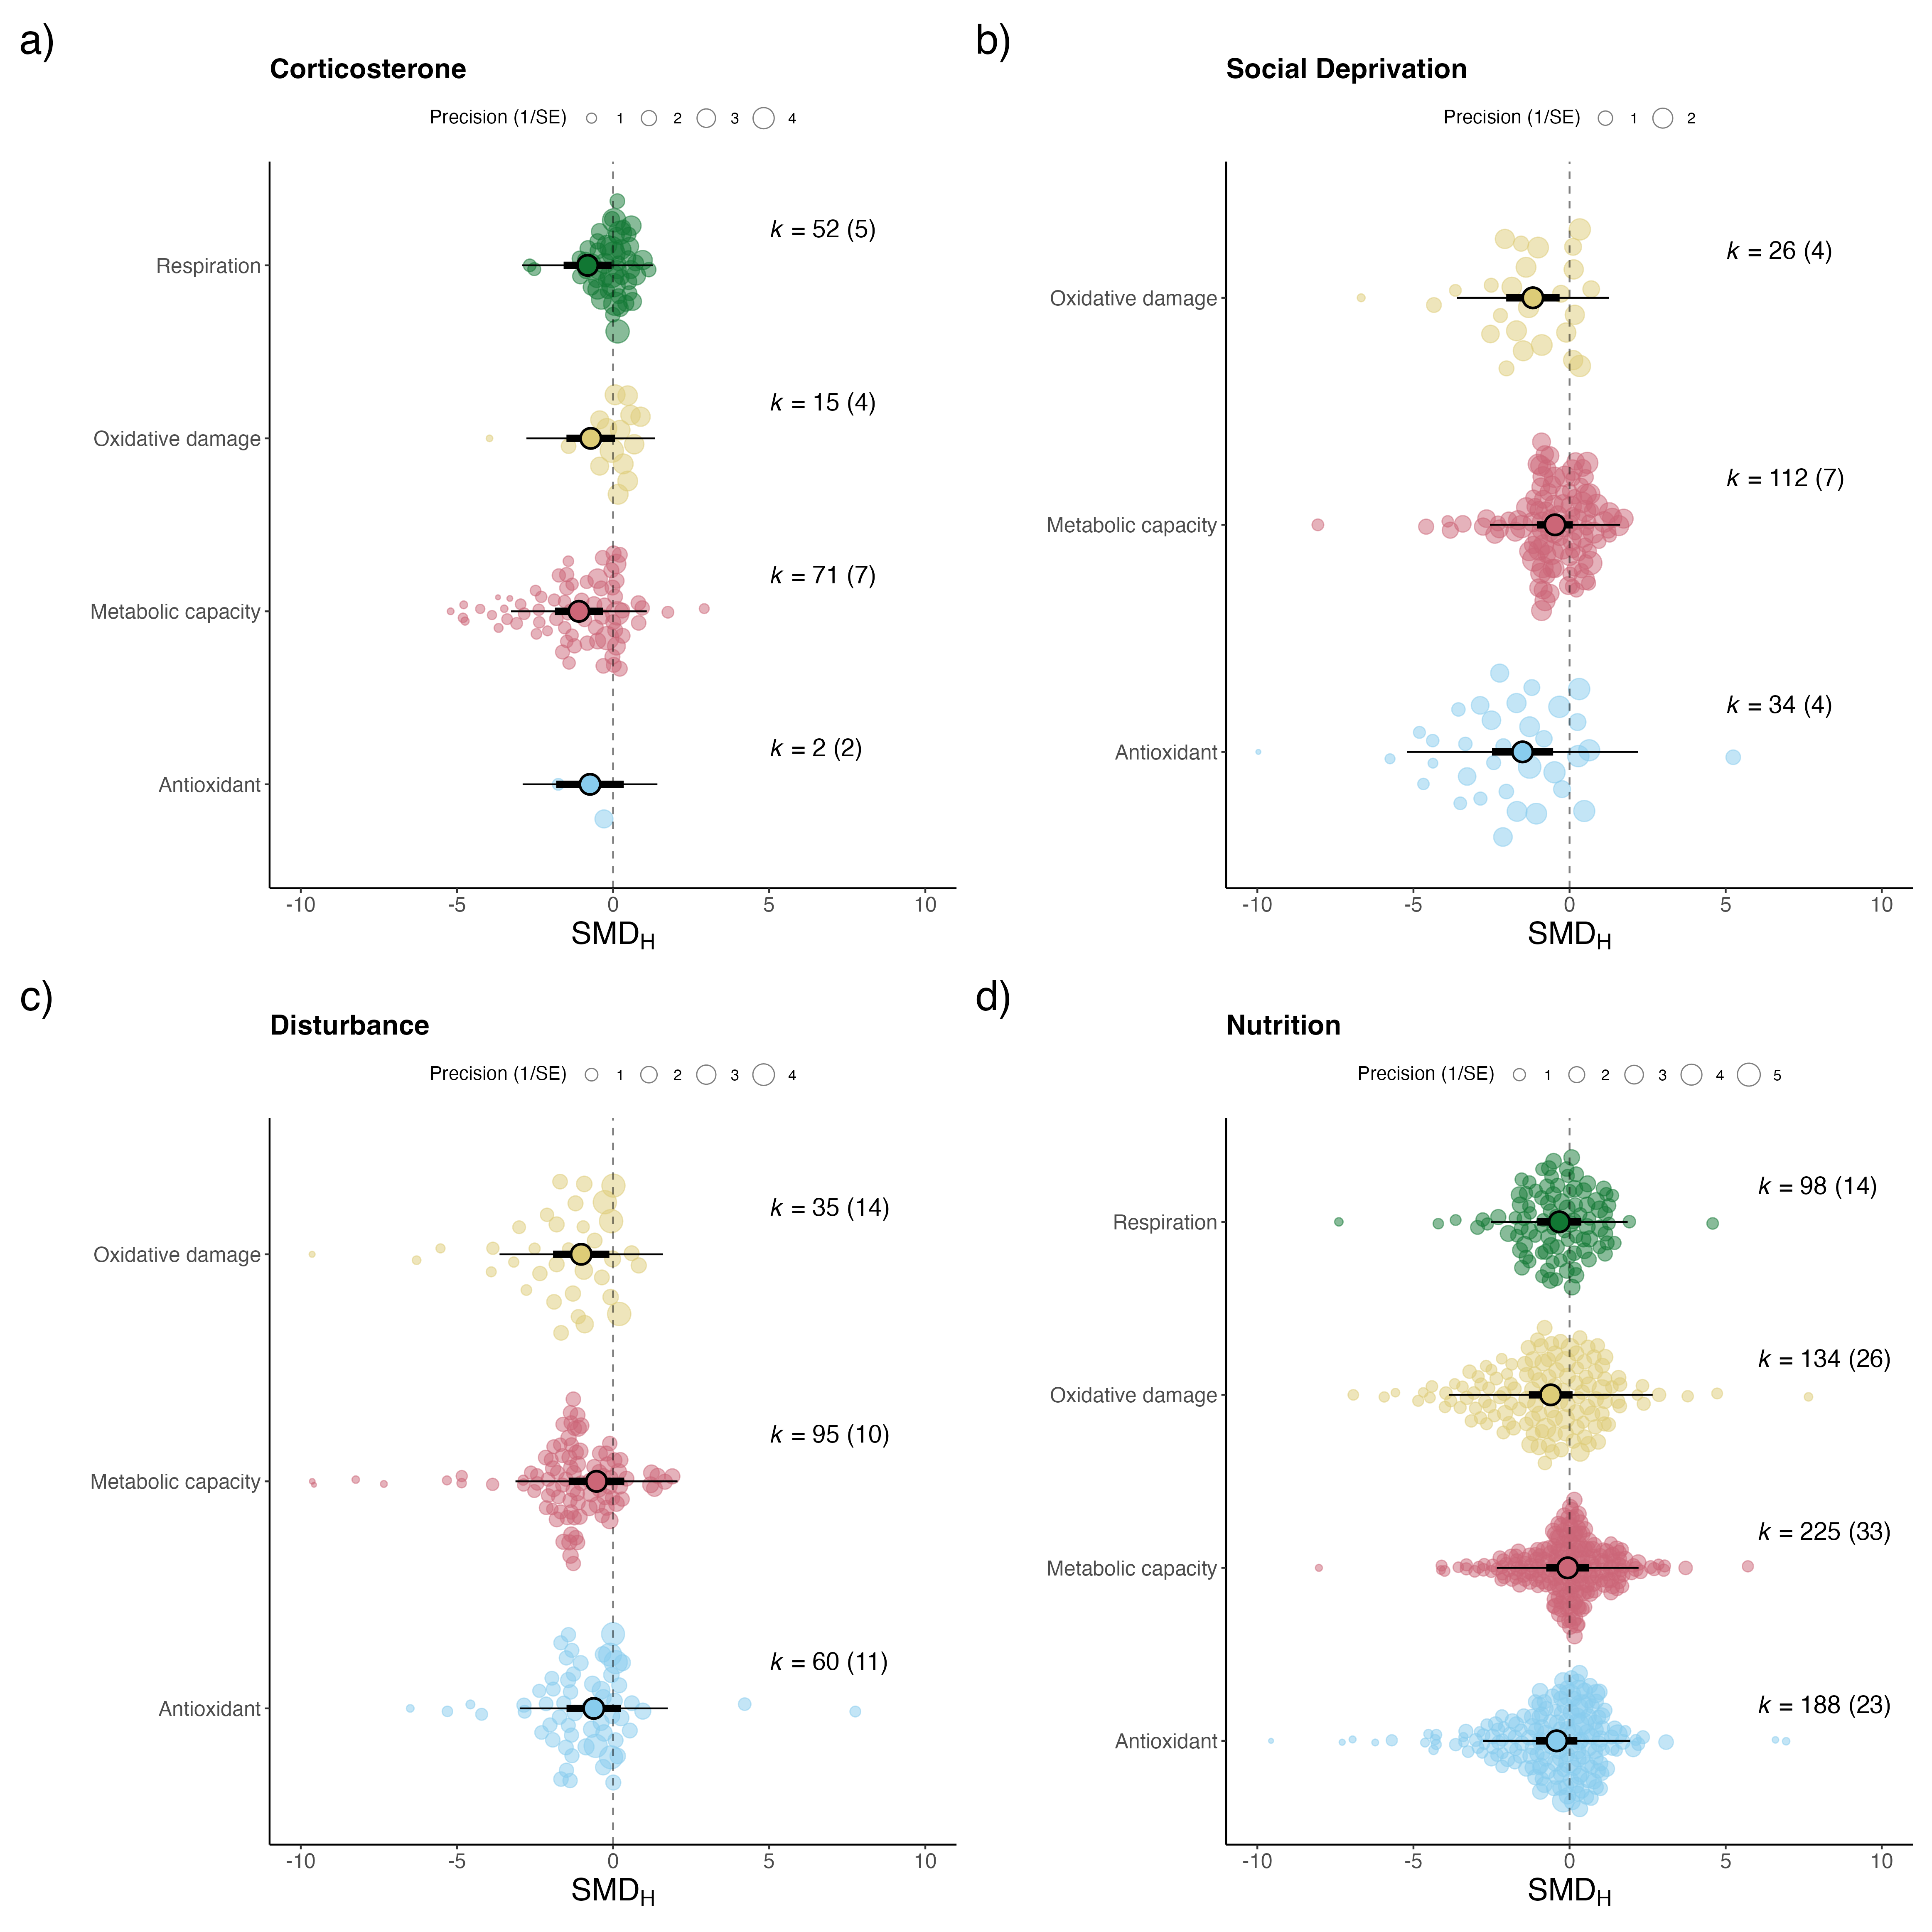 a)
Corticosterone
Precision (1/SE) 1 2 3 4
Respiration
k = 52 (5)
Oxidative damage
k = 15 (4)
Metabolic capacity
k = 71 (7)
Antioxidant
k = 2 (2)
-10 -5 0 5 10
SMD_H
b)
Social Deprivation
Precision (1/SE) 1 2
Oxidative damage
k = 26 (4)
Metabolic capacity
k = 112 (7)
Antioxidant
k = 34 (4)
-10 -5 0 5 10
SMD_H
c)
Disturbance
Precision (1/SE) 1 2 3 4
Oxidative damage
k = 35 (14)
Metabolic capacity
k = 95 (10)
Antioxidant
k = 60 (11)
-10 -5 0 5 10
SMD_H
d)
Nutrition
Precision (1/SE) 1 2 3 4 5
Respiration
k = 98 (14)
Oxidative damage
k = 134 (26)
Metabolic capacity
k = 225 (33)
Antioxidant
k = 188 (23)
-10 -5 0 5 10
SMD_H